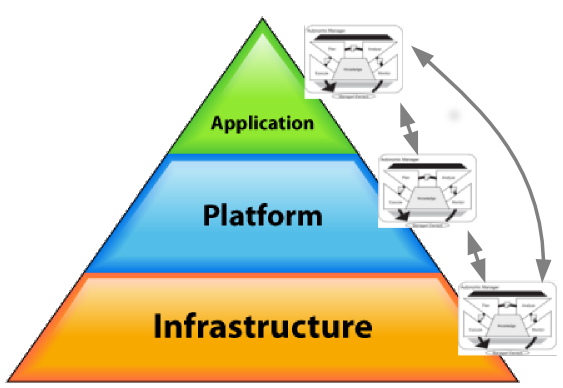 Autonomic Manager
Plan
Analyze
Knowledge
Execute
Monitor
Managed Element
Application
Autonomic Manager
Plan
Analyze
Knowledge
Execute
Monitor
Managed Element
Platform
Autonomic Manager
Plan
Analyze
Knowledge
Execute
Monitor
Managed Element
Infrastructure